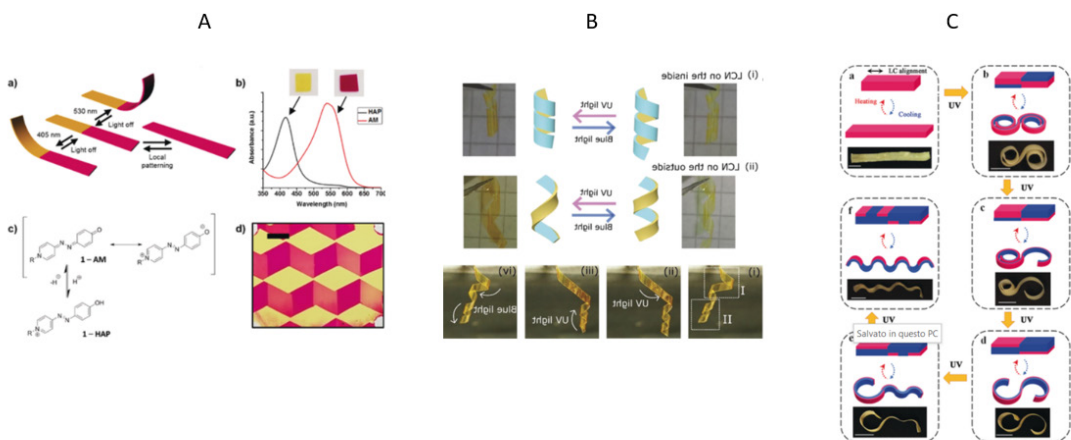 A
B
C
a)
530 nm
Light off
405 nm
Light off
Local
patterning
b)
HAP
AM
Absorbance (a.u.)
350 400 450 500 550 600 650 700
Wavelength (nm)
c)
1 – AM
1 – HAP
d)
(i) LCN on the inside
UV light
Blue light
(ii) LCN on the outside
UV light
Blue light
(i)
I
II
(ii)
UV light
(iii)
UV light
(iv)
Blue light
a
LC alignment
Heating
Cooling
UV
b
UV
c
UV
d
UV
Salvato in questo PC
UV
f